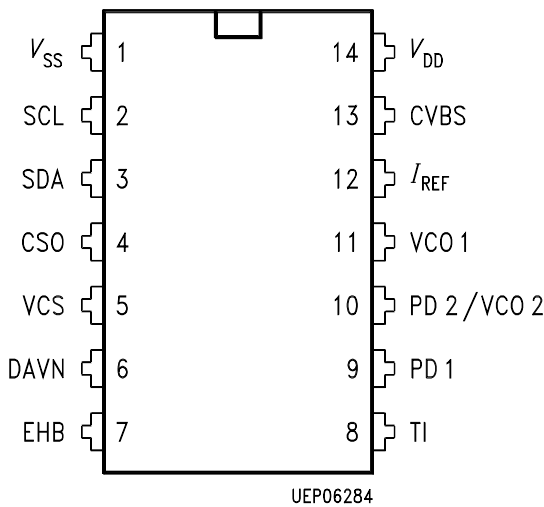 V_SS 1 14 V_DD
SCL 2 13 CVBS
SDA 3 12 I_REF
CSO 4 11 VCO 1
VCS 5 10 PD 2/VCO 2
DAVN 6 9 PD 1
EHB 7 8 TI
UEP06284